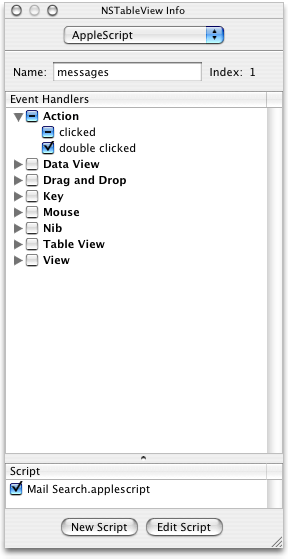 NSTableView Info
AppleScript
Name: messages Index: 1
Event Handlers
Action
clicked
double clicked
Data View
Drag and Drop
Key
Mouse
Nib
Table View
View
Script
Mail Search.applescript
New Script Edit Script